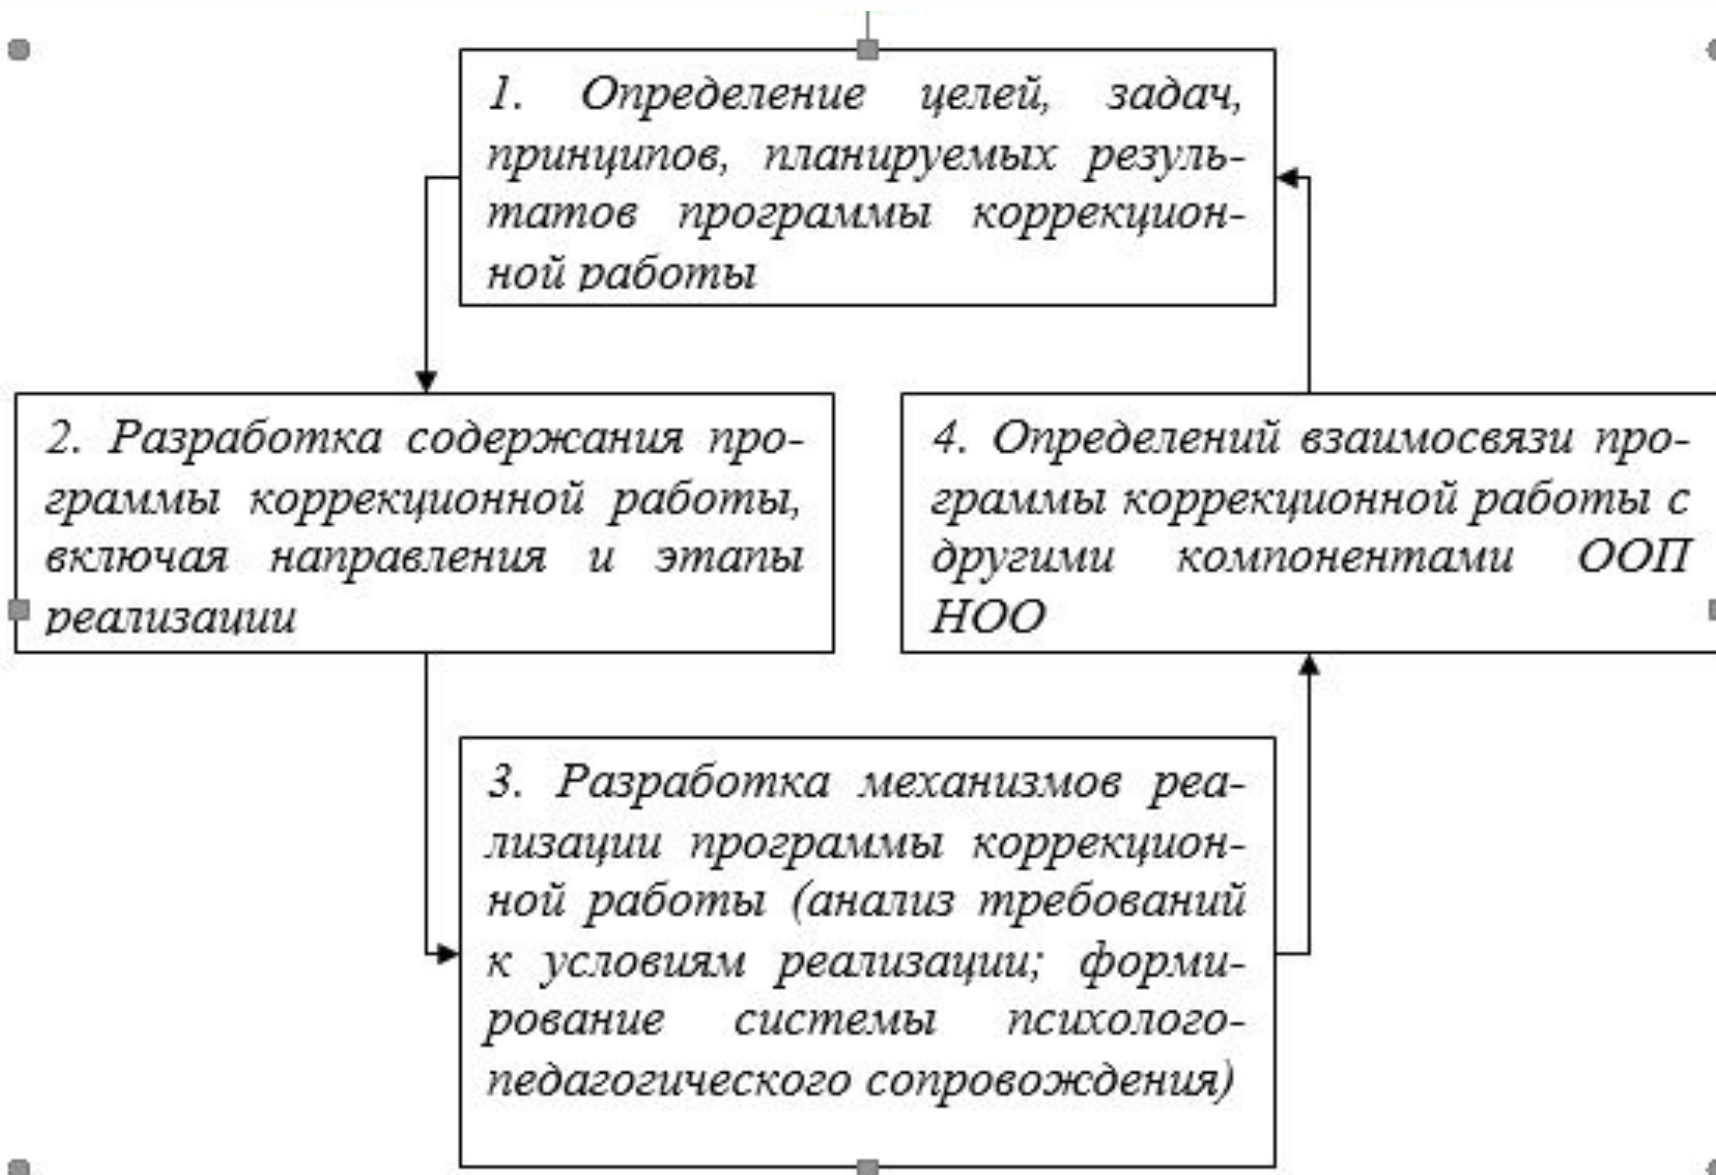 1. Определение целей, задач,
принципов, планируемых резуль-
татов программы коррекцион-
ной работы
2. Разработка содержания про-
граммы коррекционной работы,
включая направления и этапы
реализации
4. Определений взаимосвязи про-
граммы коррекционной работы с
другими компонентами ООП
НОО
3. Разработка механизмов реа-
лизации программы коррекцион-
ной работы (анализ требований
к условиям реализации; форми-
рование системы психолого-
педагогического сопровождения)